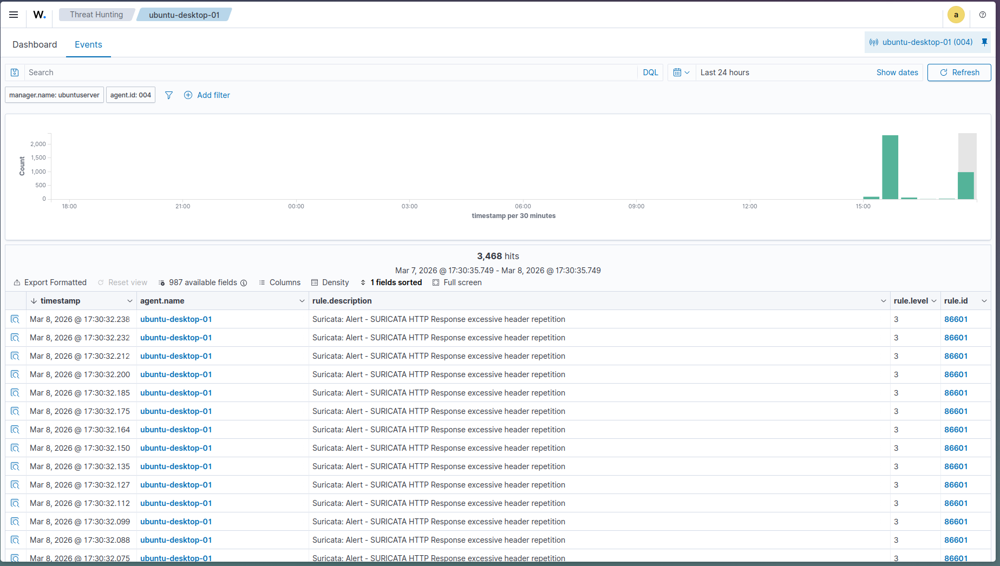 W. Threat Hunting ubuntu-desktop-01 a
Dashboard Events ubuntu-desktop-01 (004)
Search DQL Last 24 hours Show dates Refresh
manager.name: ubuntuserver agent.id: 004 Add filter
Count
2,000
1,500
1,000
500
0
18:00 21:00 00:00 03:00 06:00 09:00 12:00 15:00
timestamp per 30 minutes
3,468 hits
Mar 7, 2026 @ 17:30:35.749 - Mar 8, 2026 @ 17:30:35.749
Export Formatted Reset view 987 available fields Columns Density 1 fields sorted Full screen
timestamp agent.name rule.description rule.level rule.id
Mar 8, 2026 @ 17:30:32.238 ubuntu-desktop-01 Suricata: Alert - SURICATA HTTP Response excessive header repetition 3 86601
Mar 8, 2026 @ 17:30:32.232 ubuntu-desktop-01 Suricata: Alert - SURICATA HTTP Response excessive header repetition 3 86601
Mar 8, 2026 @ 17:30:32.212 ubuntu-desktop-01 Suricata: Alert - SURICATA HTTP Response excessive header repetition 3 86601
Mar 8, 2026 @ 17:30:32.200 ubuntu-desktop-01 Suricata: Alert - SURICATA HTTP Response excessive header repetition 3 86601
Mar 8, 2026 @ 17:30:32.185 ubuntu-desktop-01 Suricata: Alert - SURICATA HTTP Response excessive header repetition 3 86601
Mar 8, 2026 @ 17:30:32.175 ubuntu-desktop-01 Suricata: Alert - SURICATA HTTP Response excessive header repetition 3 86601
Mar 8, 2026 @ 17:30:32.164 ubuntu-desktop-01 Suricata: Alert - SURICATA HTTP Response excessive header repetition 3 86601
Mar 8, 2026 @ 17:30:32.150 ubuntu-desktop-01 Suricata: Alert - SURICATA HTTP Response excessive header repetition 3 86601
Mar 8, 2026 @ 17:30:32.135 ubuntu-desktop-01 Suricata: Alert - SURICATA HTTP Response excessive header repetition 3 86601
Mar 8, 2026 @ 17:30:32.127 ubuntu-desktop-01 Suricata: Alert - SURICATA HTTP Response excessive header repetition 3 86601
Mar 8, 2026 @ 17:30:32.112 ubuntu-desktop-01 Suricata: Alert - SURICATA HTTP Response excessive header repetition 3 86601
Mar 8, 2026 @ 17:30:32.099 ubuntu-desktop-01 Suricata: Alert - SURICATA HTTP Response excessive header repetition 3 86601
Mar 8, 2026 @ 17:30:32.088 ubuntu-desktop-01 Suricata: Alert - SURICATA HTTP Response excessive header repetition 3 86601
Mar 8, 2026 @ 17:30:32.075 ubuntu-desktop-01 Suricata: Alert - SURICATA HTTP Response excessive header repetition 3 86601